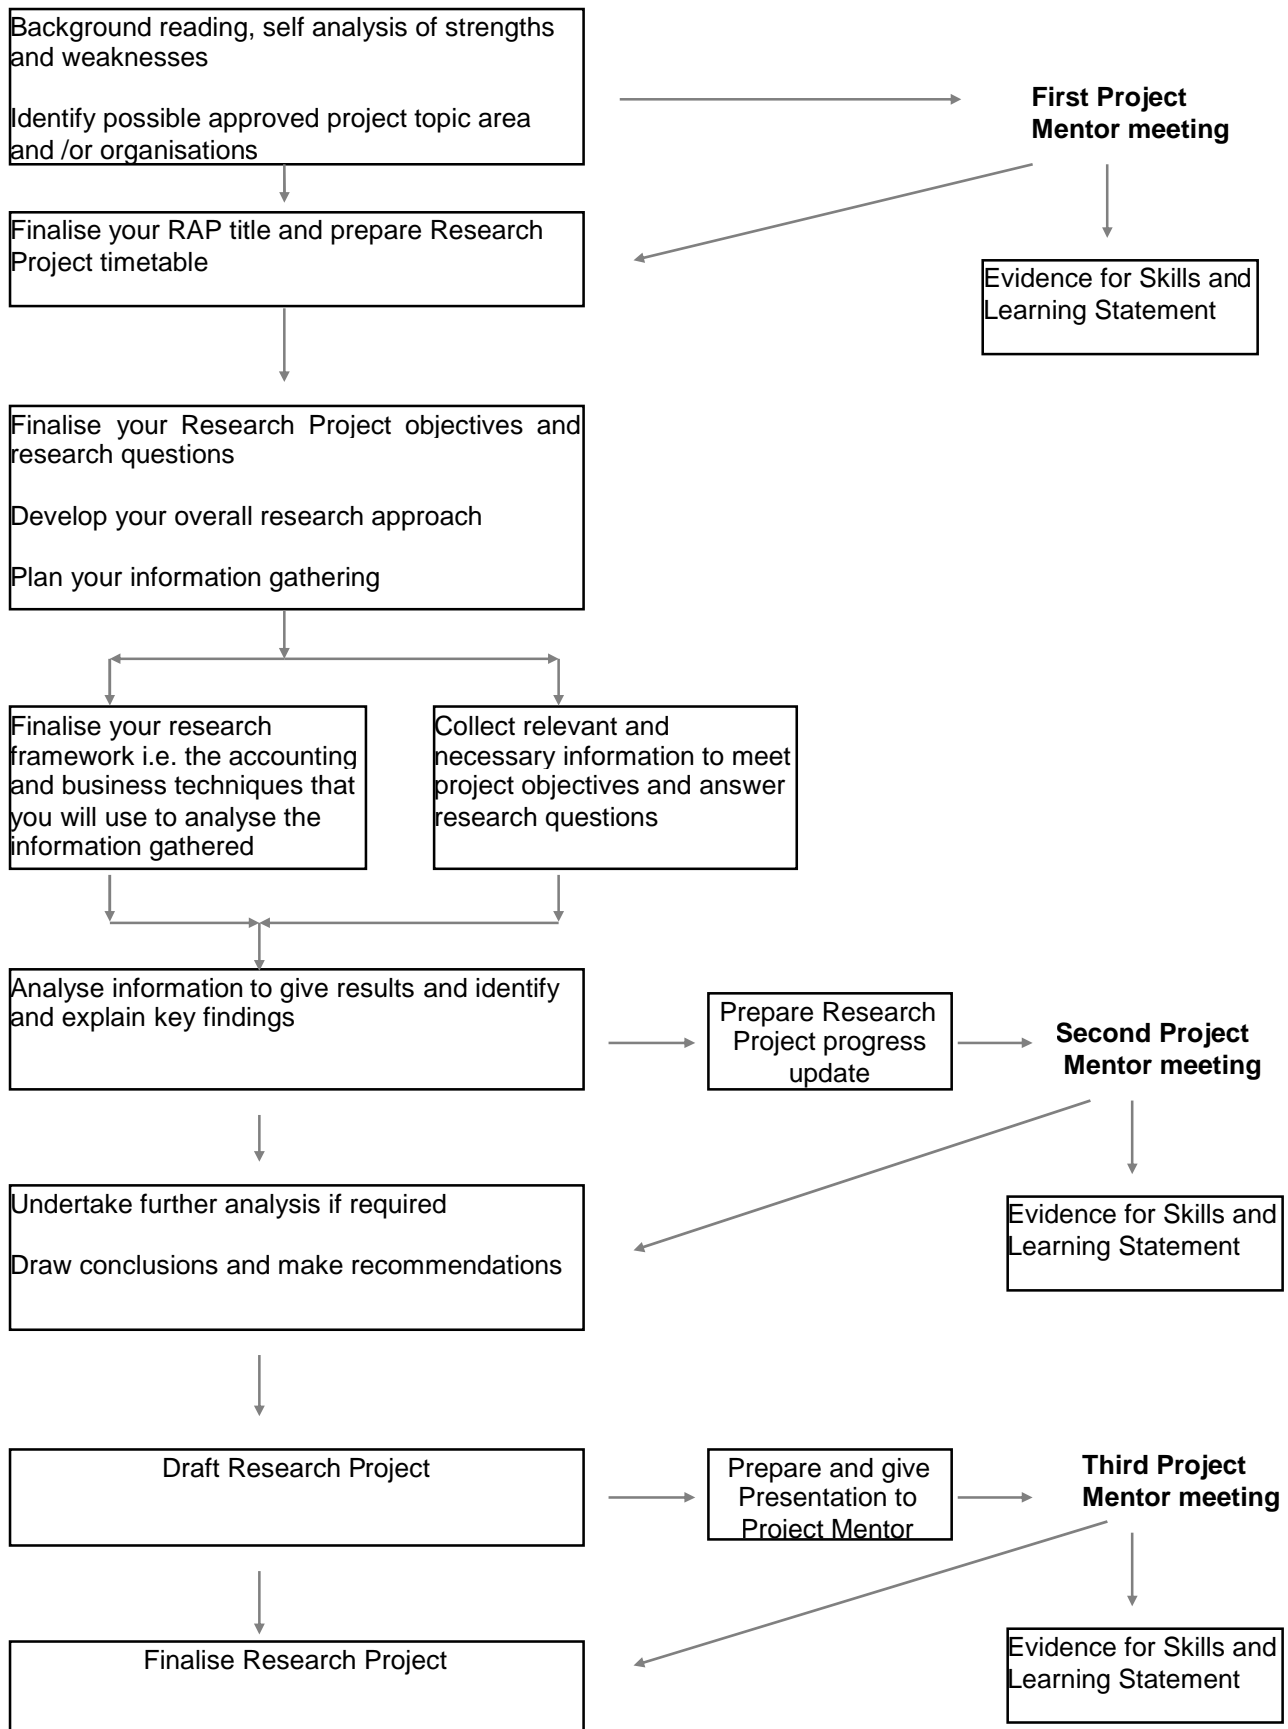 Background reading, self analysis of strengths
and weaknesses
Identify possible approved project topic area
and /or organisations
First Project
Mentor meeting
Finalise your RAP title and prepare Research
Project timetable
Evidence for Skills and
Learning Statement
Finalise your Research Project objectives and
research questions
Develop your overall research approach
Plan your information gathering
Finalise your research
framework i.e. the accounting
and business techniques that
you will use to analyse the
information gathered
Collect relevant and
necessary information to meet
project objectives and answer
research questions
Analyse information to give results and identify
and explain key findings
Prepare Research
Project progress
update
Second Project
Mentor meeting
Undertake further analysis if required
Draw conclusions and make recommendations
Evidence for Skills and
Learning Statement
Draft Research Project
Prepare and give
Presentation to
Project Mentor
Third Project
Mentor meeting
Finalise Research Project
Evidence for Skills and
Learning Statement